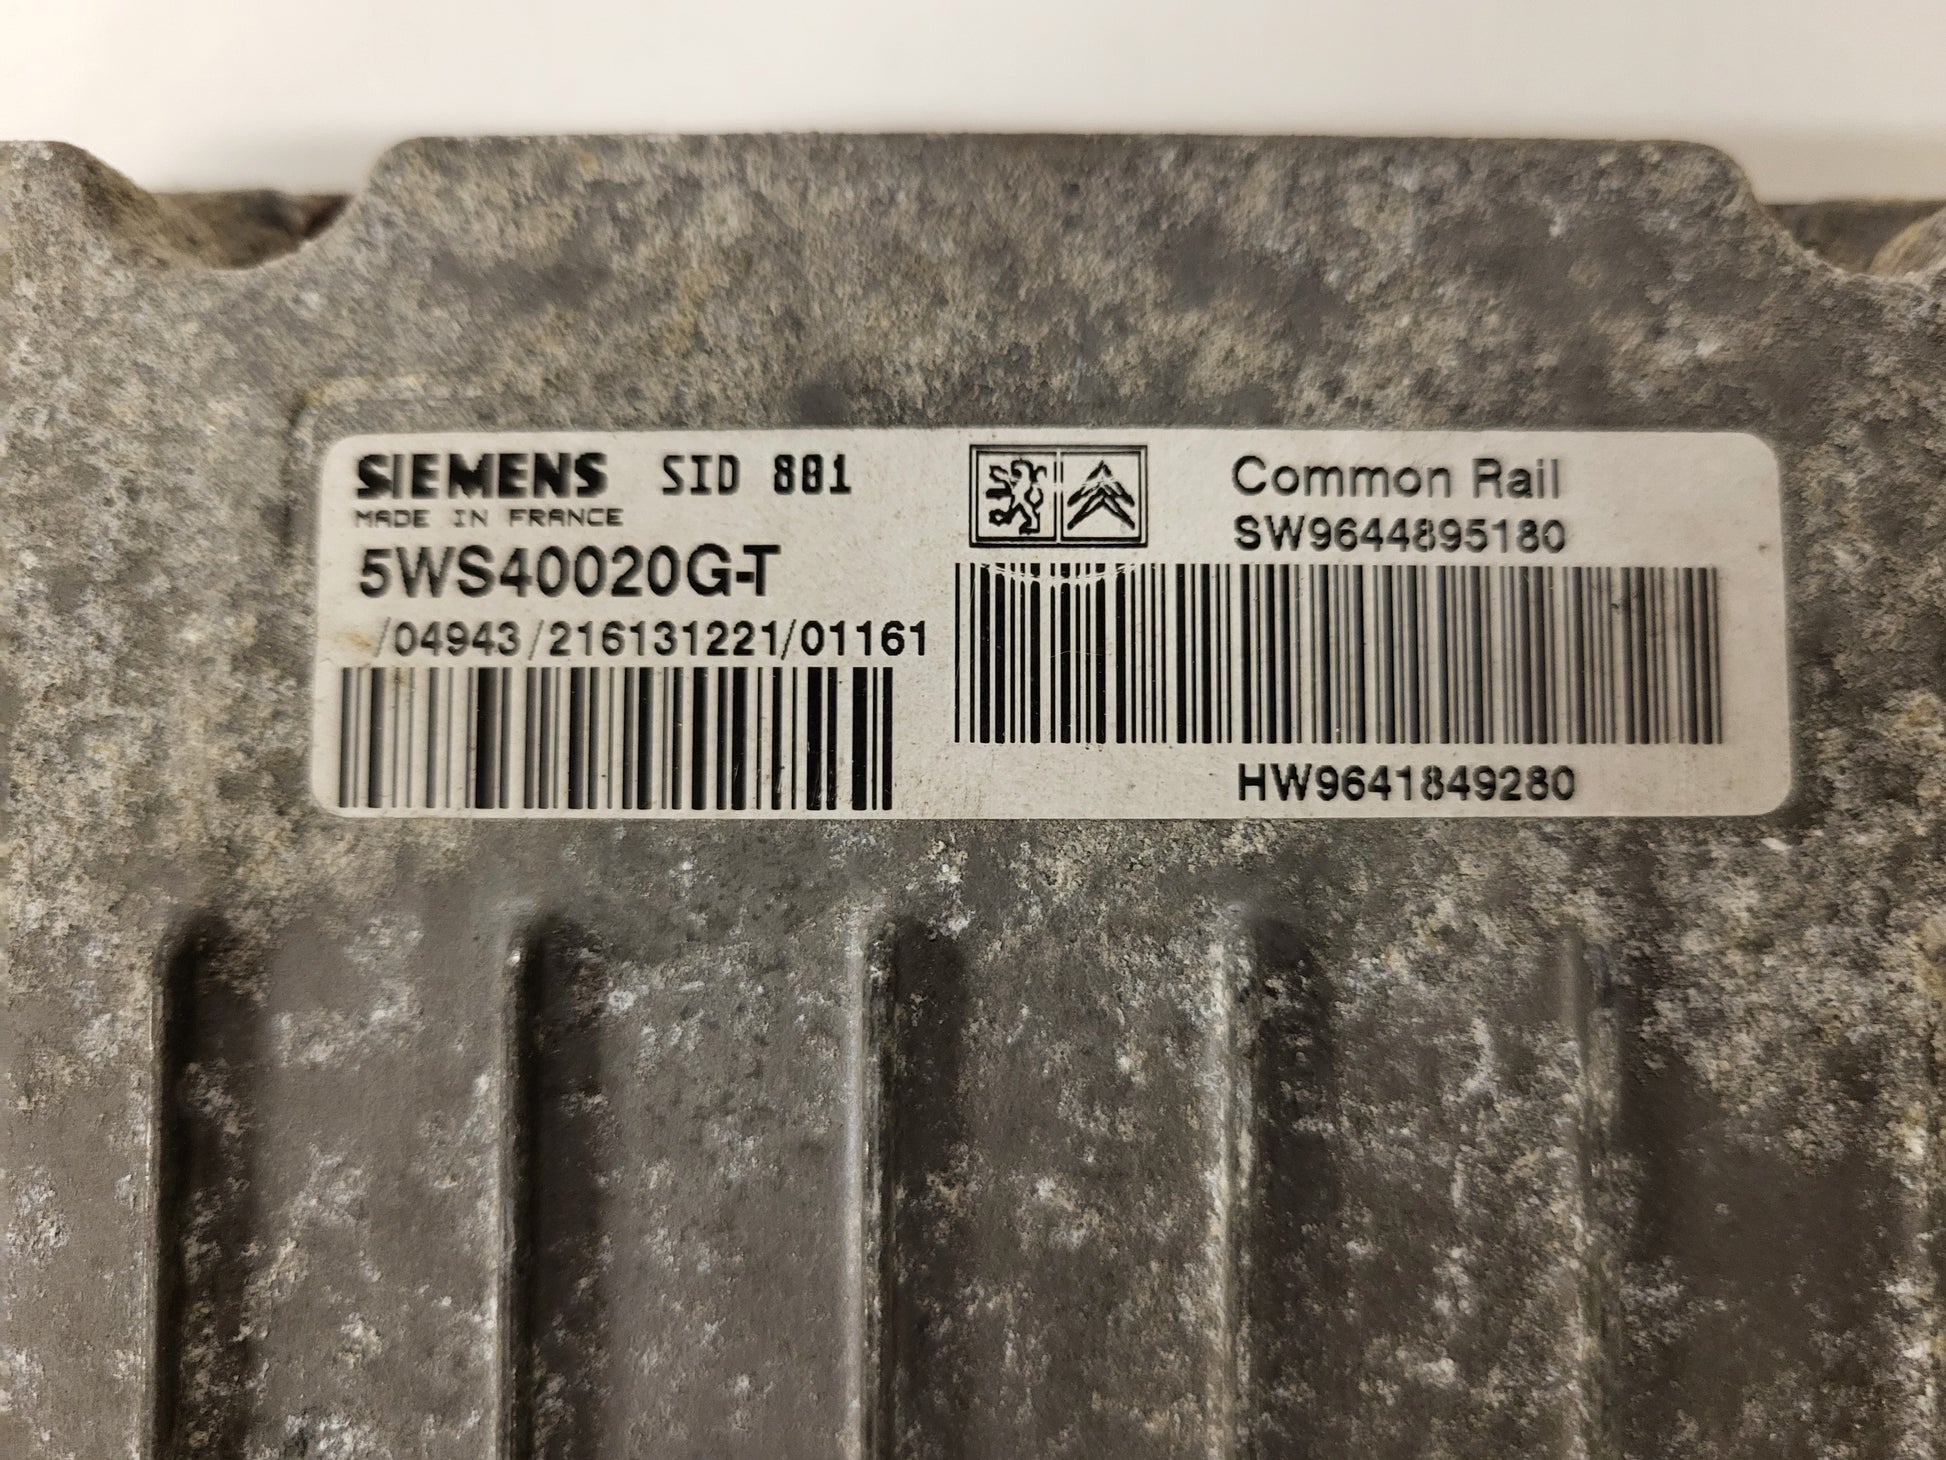 SIEMENS SID 801
MADE IN FRANCE
5WS40020G-T
/04943/216131221/01161
Common Rail
SW9644895180
HW9641849280